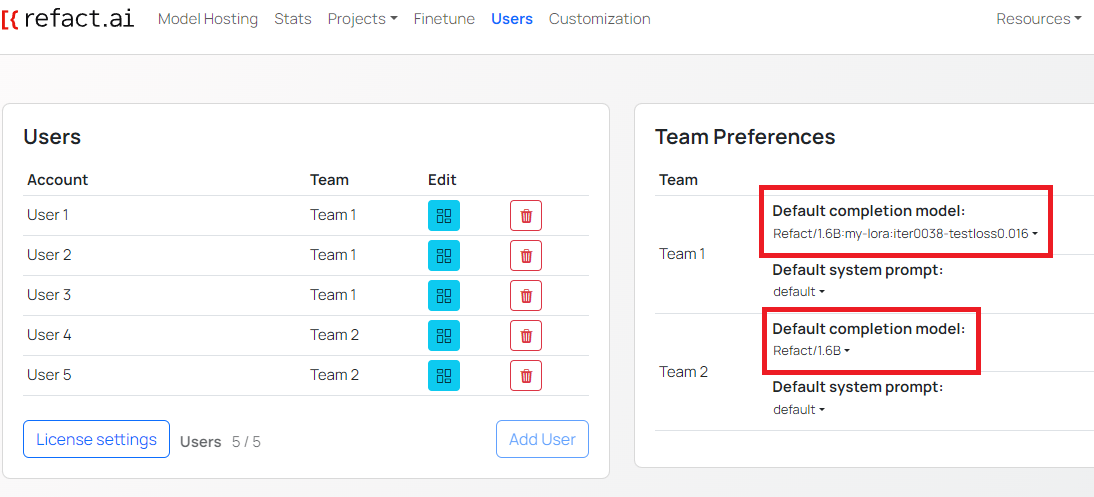 refact.ai Model Hosting Stats Projects Finetune Users Customization Resources
Users
Account Team Edit
User 1 Team 1
User 2 Team 1
User 3 Team 1
User 4 Team 2
User 5 Team 2
License settings Users 5 / 5 Add User
Team Preferences
Team
Team 1
Default completion model:
Refact/1.6B:my-lora:iter0038-testloss0.016
Default system prompt:
default
Team 2
Default completion model:
Refact/1.6B
Default system prompt:
default